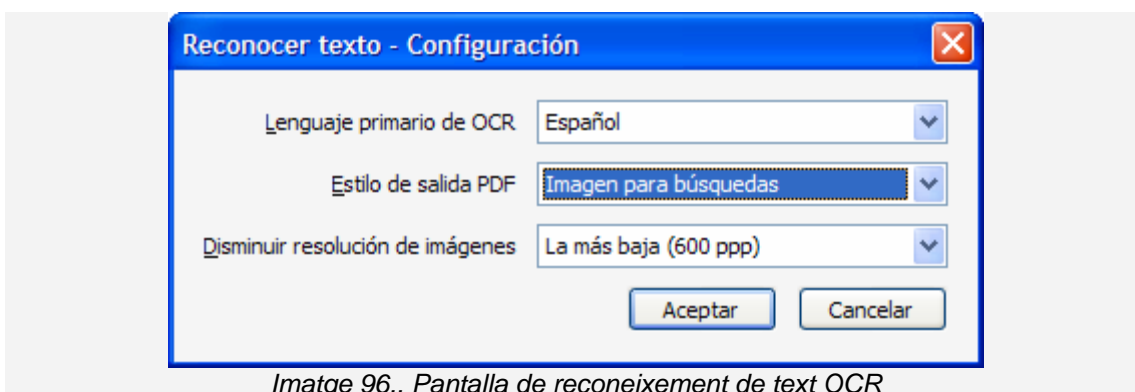 Reconocer texto - Configuración
Lenguaje primario de OCR Español
Estilo de salida PDF Imagen para búsquedas
Disminuir resolución de imágenes La más baja (600 ppp)
Aceptar Cancelar
Imatge 96.. Pantalla de reconeixement de text OCR